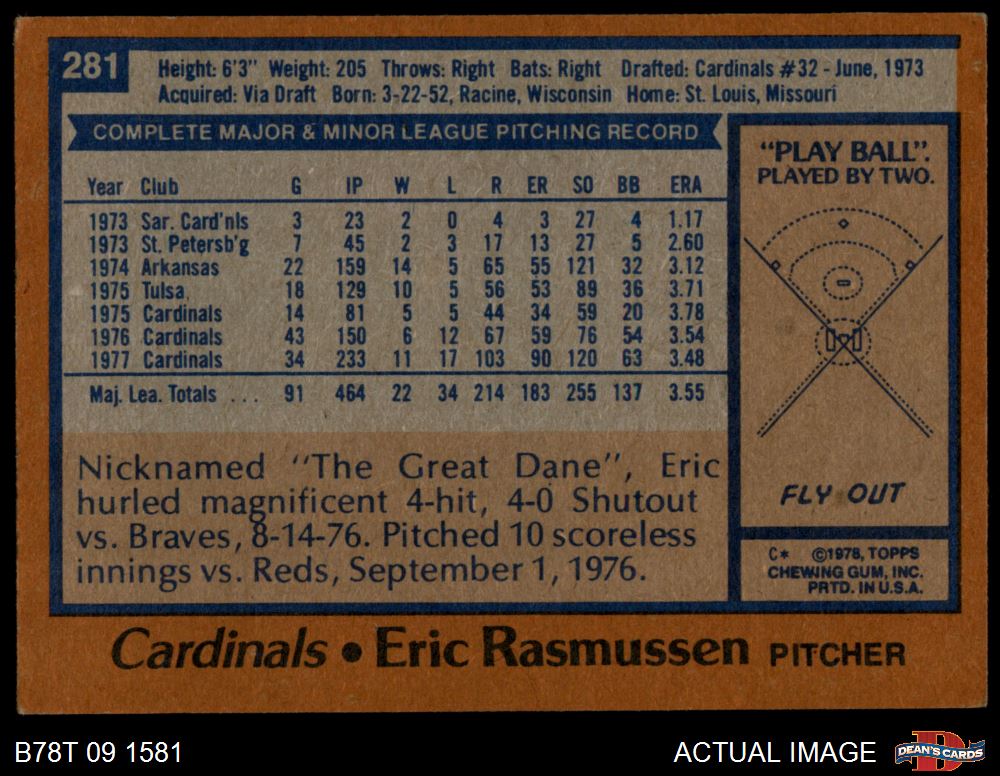 281
Height: 6'3" Weight: 205 Throws: Right Bats: Right Drafted: Cardinals #32 - June, 1973
Acquired: Via Draft Born: 3-22-52, Racine, Wisconsin Home: St. Louis, Missouri
COMPLETE MAJOR & MINOR LEAGUE PITCHING RECORD
Year Club G IP W L R ER SO BB ERA
1973 Sar. Card'nls 3 23 2 0 4 3 27 4 1.17
1973 St. Petersb'g 7 45 2 3 17 13 27 5 2.60
1974 Arkansas 22 159 14 5 65 55 121 32 3.12
1975 Tulsa 18 129 10 5 56 53 89 36 3.71
1975 Cardinals 14 81 5 5 44 34 59 20 3.78
1976 Cardinals 43 150 6 12 67 59 76 54 3.54
1977 Cardinals 34 233 11 17 103 90 120 63 3.48
Maj. Lea. Totals . . . 91 464 22 34 214 183 255 137 3.55
Nicknamed "The Great Dane", Eric
hurled magnificent 4-hit, 4-0 Shutout
vs. Braves, 8-14-76. Pitched 10 scoreless
innings vs. Reds, September 1, 1976.
"PLAY BALL".
PLAYED BY TWO.
FLY OUT
C* ©1978, TOPPS
CHEWING GUM, INC.
PRTD. IN U.S.A.
Cardinals • Eric Rasmussen PITCHER
B78T 09 1581
ACTUAL IMAGE
DEAN'S CARDS